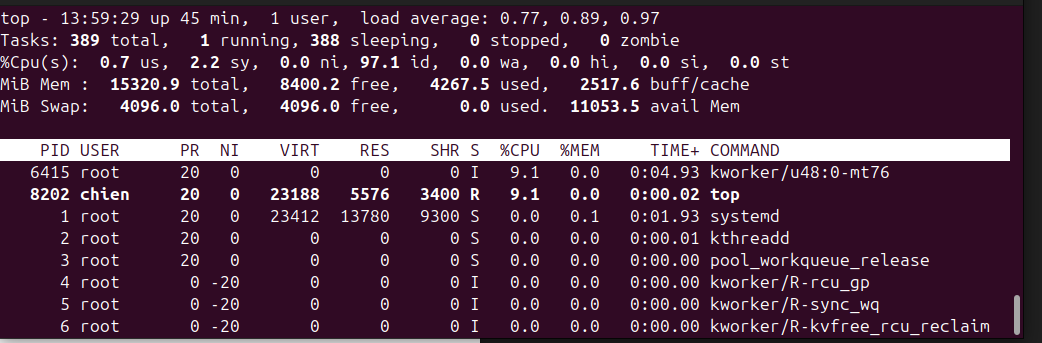 top - 13:59:29 up 45 min,  1 user,  load average: 0.77, 0.89, 0.97
Tasks: 389 total,   1 running, 388 sleeping,   0 stopped,   0 zombie
%Cpu(s):  0.7 us,  2.2 sy,  0.0 ni, 97.1 id,  0.0 wa,  0.0 hi,  0.0 si,  0.0 st
MiB Mem :  15320.9 total,   8400.2 free,   4267.5 used,   2517.6 buff/cache
MiB Swap:   4096.0 total,   4096.0 free,      0.0 used.  11053.5 avail Mem
PID USER      PR  NI    VIRT    RES    SHR S  %CPU  %MEM     TIME+ COMMAND
6415 root      20   0       0      0      0 I   9.1   0.0   0:04.93 kworker/u48:0-mt76
8202 chien     20   0   23188   5576   3400 R   9.1   0.0   0:00.02 top
1 root      20   0   23412  13780   9300 S   0.0   0.1   0:01.93 systemd
2 root      20   0       0      0      0 S   0.0   0.0   0:00.01 kthreadd
3 root      20   0       0      0      0 S   0.0   0.0   0:00.00 pool_workqueue_release
4 root       0 -20       0      0      0 I   0.0   0.0   0:00.00 kworker/R-rcu_gp
5 root       0 -20       0      0      0 I   0.0   0.0   0:00.00 kworker/R-sync_wq
6 root       0 -20       0      0      0 I   0.0   0.0   0:00.00 kworker/R-kvfree_rcu_reclaim